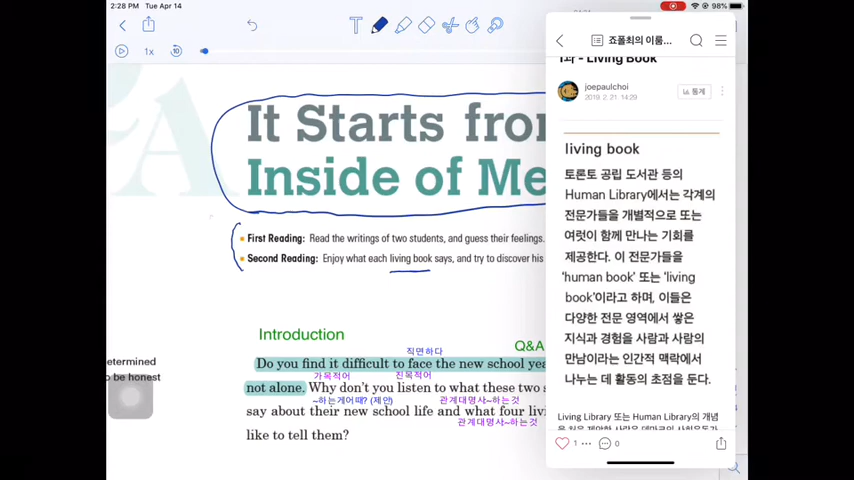 2:28 PM Tue Apr 14
98%
1x
10
It Starts from
Inside of Me
First Reading: Read the writings of two students, and guess their feelings.
Second Reading: Enjoy what each living book says, and try to discover his
Introduction
Q&A
직면하다
Do you find it difficult to face the new school yea
가목적어
진목적어
not alone. Why don't you listen to what these two s
~하는게어때? (제안)
관계대명사~하는것
say about their new school life and what four livi
관계대명사~하는것
like to tell them?
etermined
o be honest
죠폴최의 이룸...
1과 - Living Book
joepaulchoi
2019. 2. 21. 14:29
통계
living book
토론토 공립 도서관 등의
Human Library에서는 각계의
전문가들을 개별적으로 또는
여럿이 함께 만나는 기회를
제공한다. 이 전문가들을
'human book' 또는 'living
book'이라고 하며, 이들은
다양한 전문 영역에서 쌓은
지식과 경험을 사람과 사람의
만남이라는 인간적 맥락에서
나누는 데 활동의 초점을 둔다.
Living Library 또는 Human Library의 개념
1
0